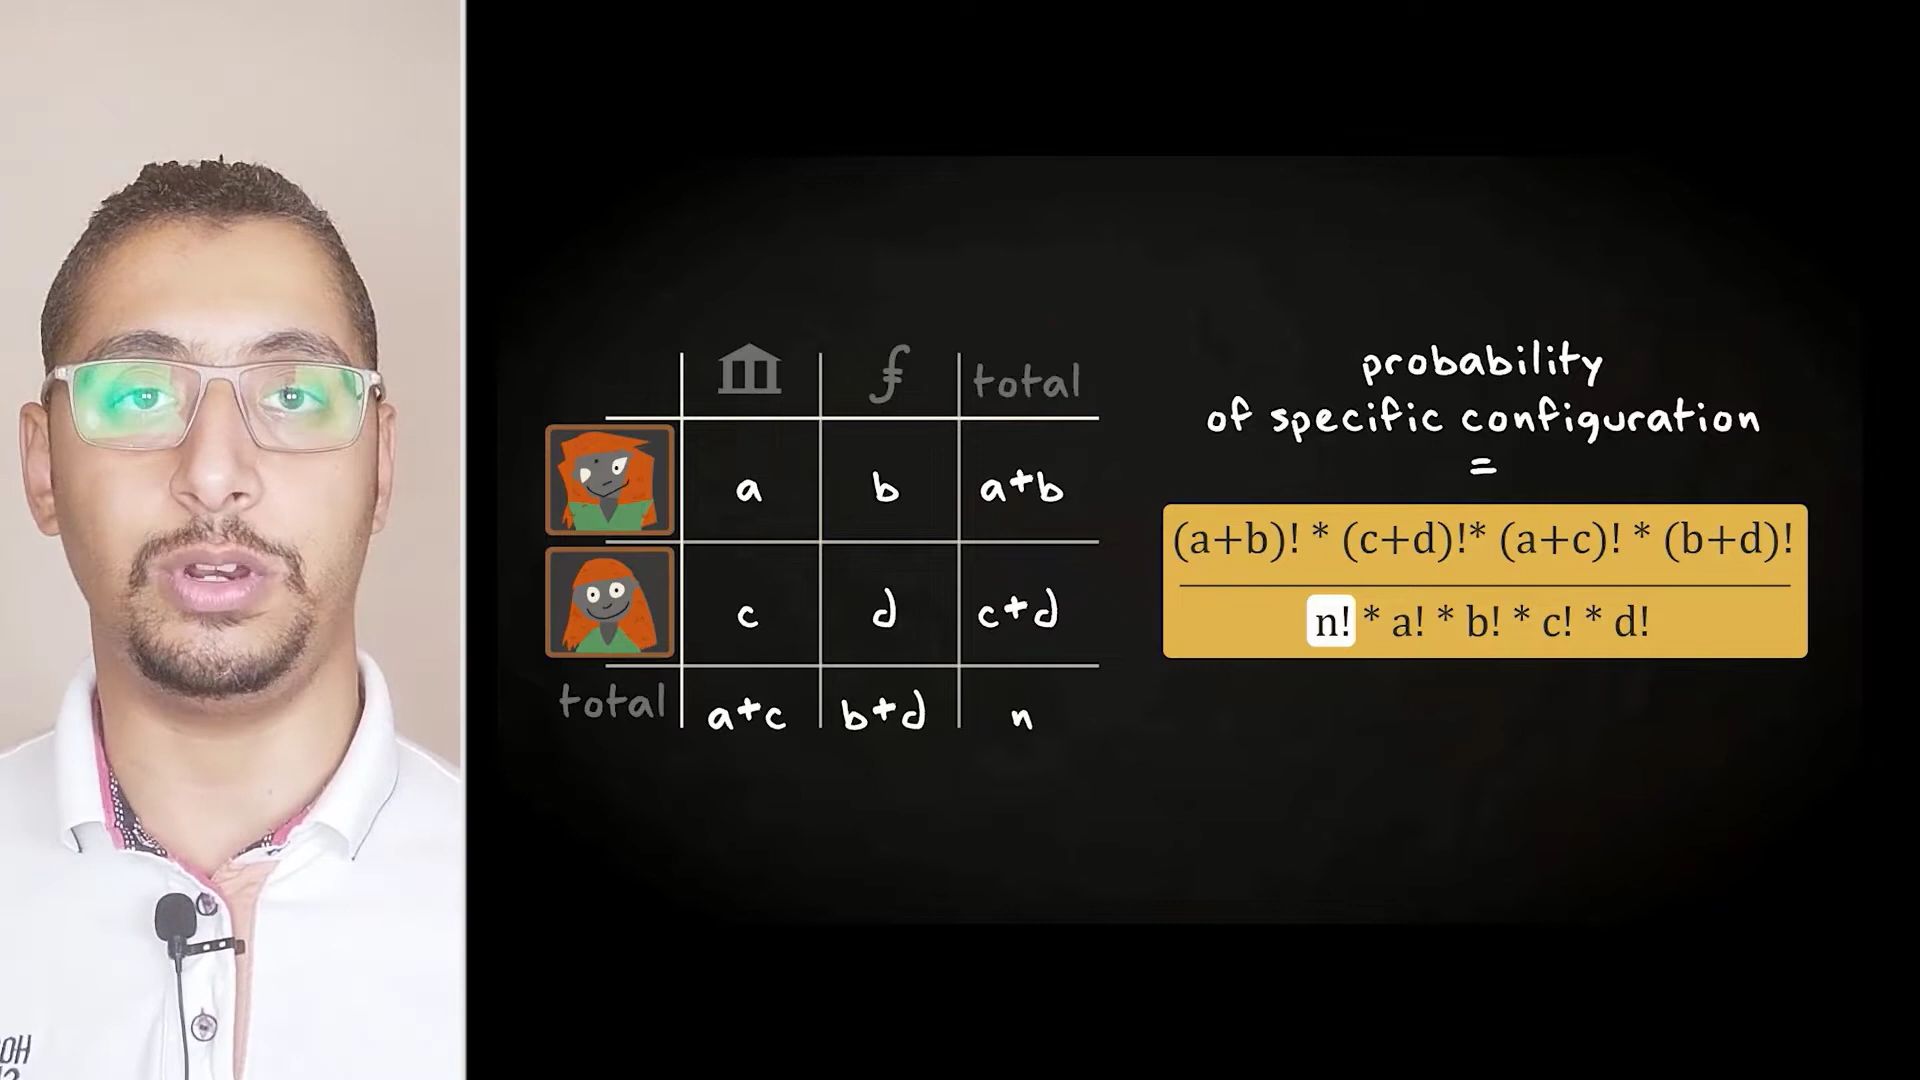 total
a b a+b
c d c+d
total a+c b+d n
probability
of specific configuration
=
(a+b)! * (c+d)!* (a+c)! * (b+d)!
n! * a! * b! * c! * d!